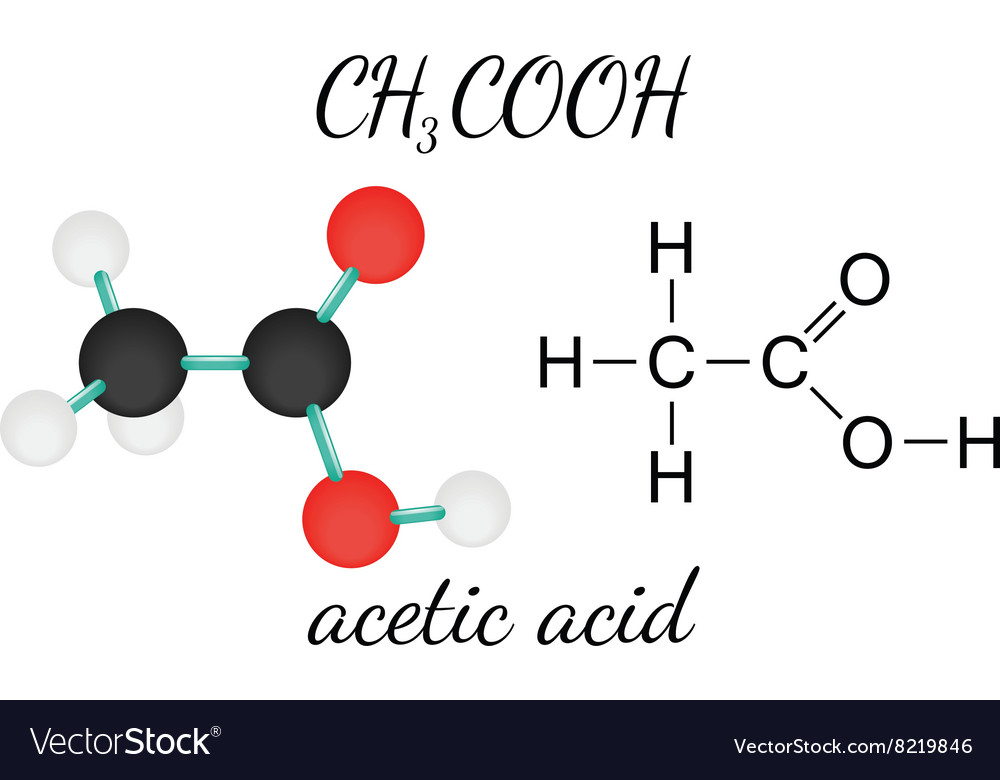 CH₃COOH
H
O
H C C
O H
H
acetic acid
VectorStock®
VectorStock.com/8219846